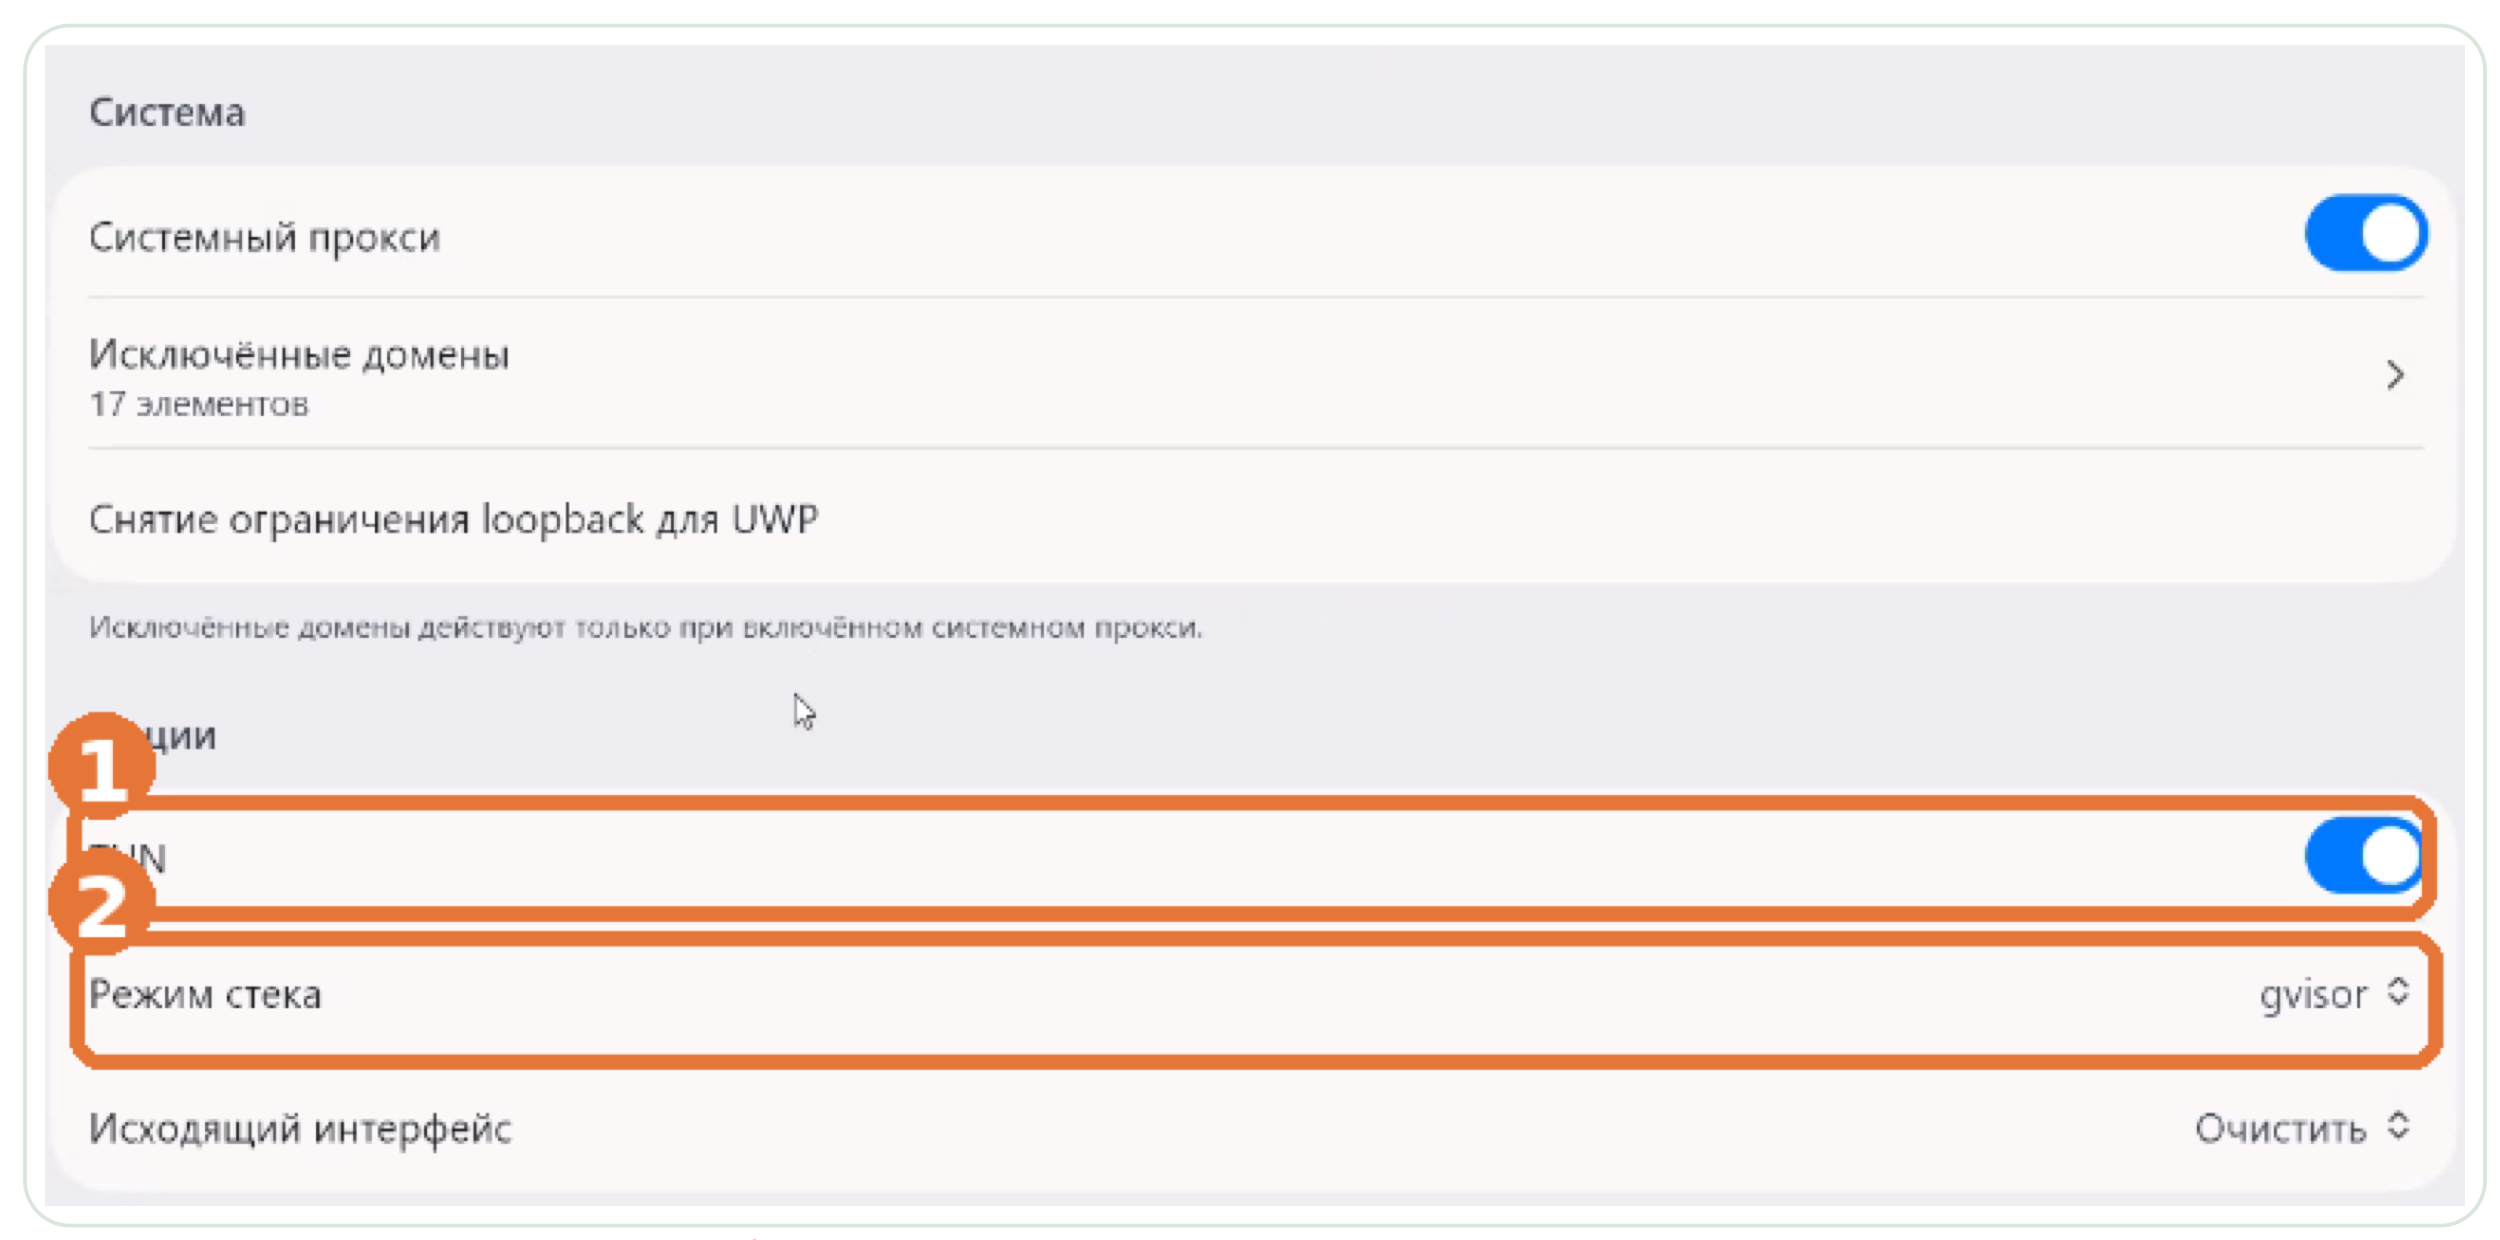 Система
Системный прокси
Исключённые домены
17 элементов
Снятие ограничения loopback для UWP
Исключённые домены действуют только при включённом системном прокси.
1
2
Режим стека
gvisor
Исходящий интерфейс
Очистить